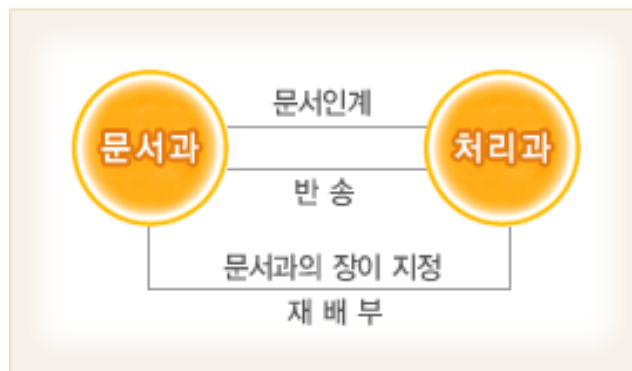 문서인계
문서과
처리과
반 송
문서과의 장이 지정
재 배 부